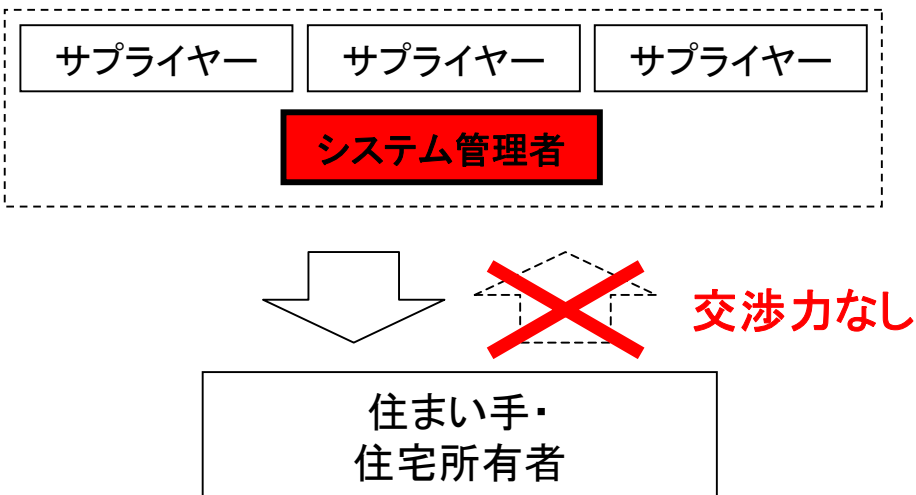 サプライヤー サプライヤー サプライヤー
システム管理者
交渉力なし
住まい手・
住宅所有者